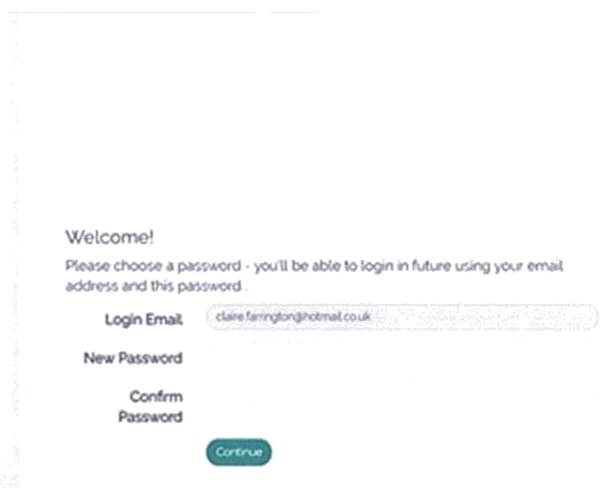 Welcome!
Please choose a password - you'll be able to login in future using your email
address and this password .
Login Email claire.farrington@hotmail.co.uk
New Password
Confirm
Password
Continue